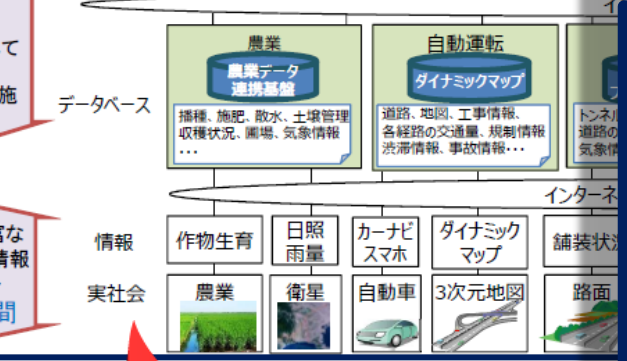 て
施
な
情報
間
農業
農業データ
連携基盤
播種、施肥、散水、土壌管理
収穫状況、圃場、気象情報
・・・
自動運転
ダイナミックマップ
道路、地図、工事情報、
各経路の交通量、規制情報
渋滞情報、事故情報・・・
トンネル
道路の
気象情
データベース
インターネ
情報
作物生育
日照
雨量
カーナビ
スマホ
ダイナミック
マップ
舗装状況
実社会
農業
衛星
自動車
3次元地図
路面